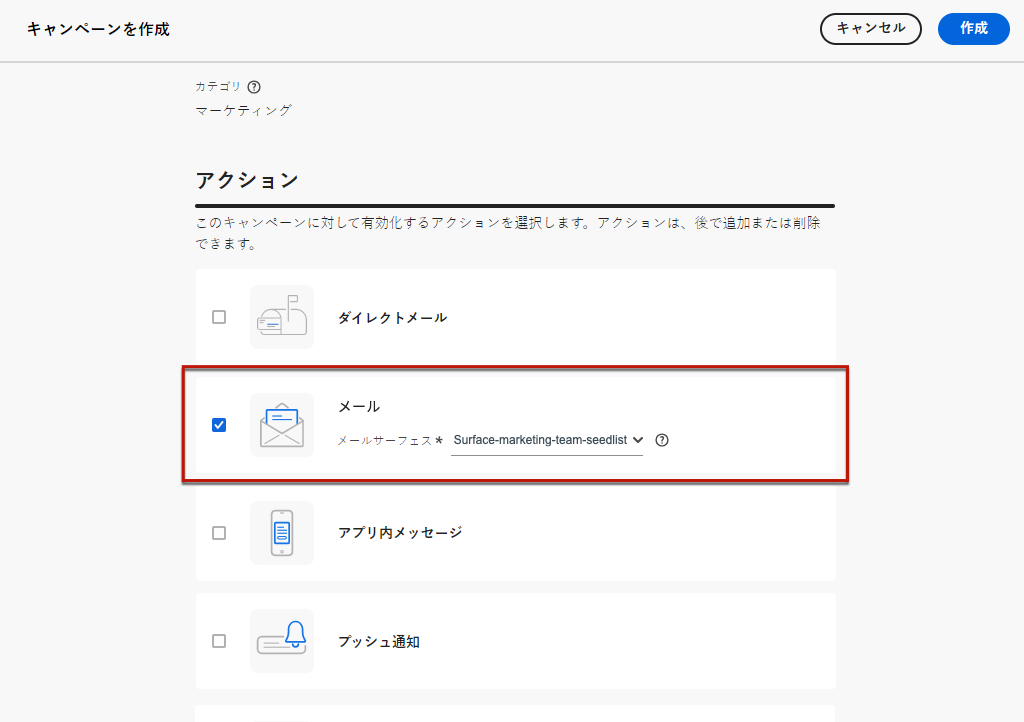 キャンペーンを作成
キャンセル
作成
カテゴリ ?
マーケティング
アクション
このキャンペーンに対して有効化するアクションを選択します。アクションは、後で追加または削除
できます。
ダイレクトメール
メール
メールサーフェス * Surface-marketing-team-seedlist ?
アプリ内メッセージ
プッシュ通知